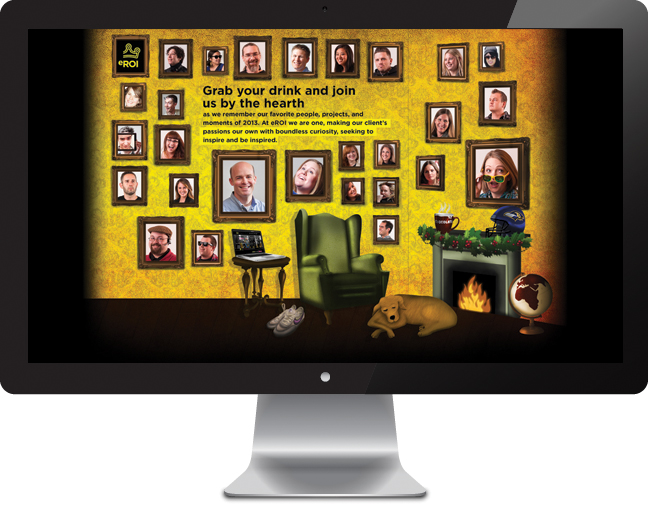 eROI
Grab your drink and join
us by the hearth
as we remember our favorite people, projects, and
moments of 2013. At eROI we are one, making our client's
passions our own with boundless curiosity, seeking to
inspire and be inspired.